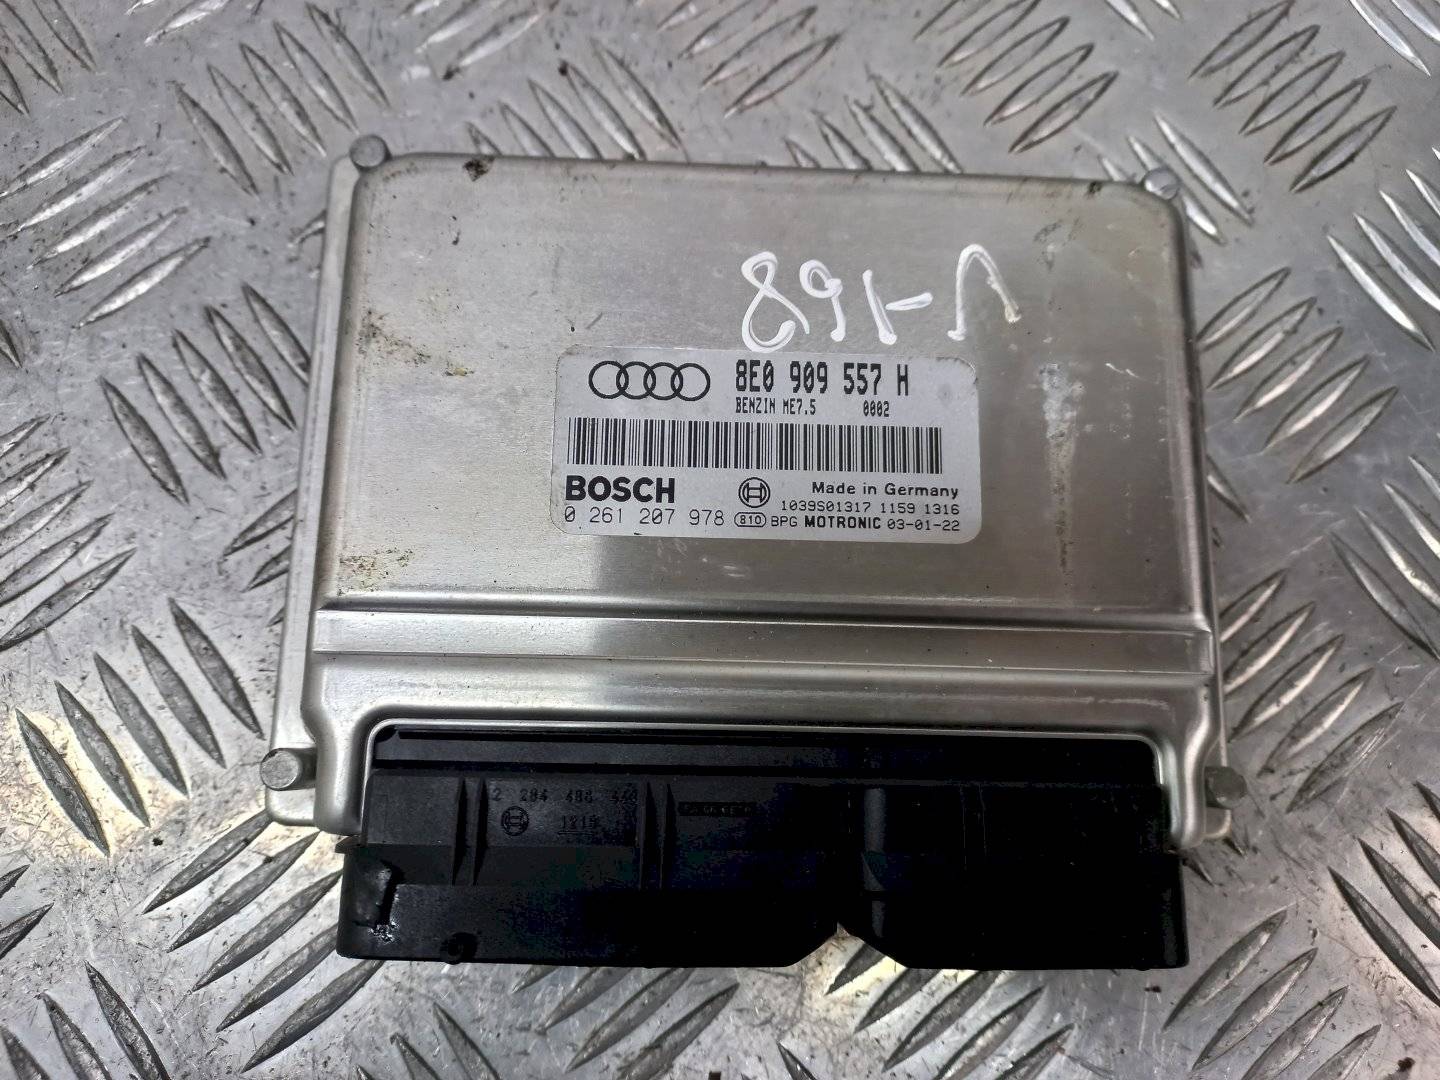 8E0 909 557 H
BENZIN ME7.5 0002
BOSCH
Made in Germany
1039S01317 1159 1316
0 261 207 978 810 BPG MOTRONIC 03-01-22